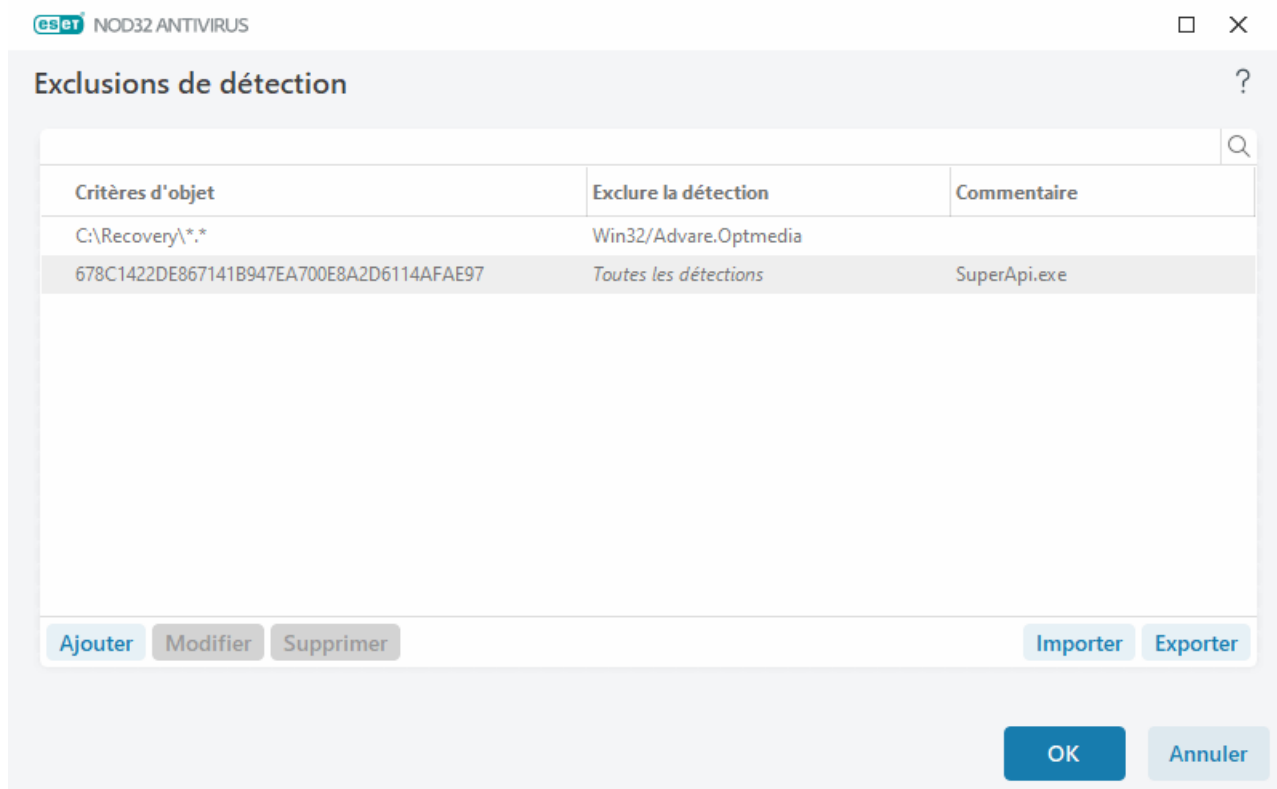 eset NOD32 ANTIVIRUS
Exclusions de détection
?
Critères d'objet Exclure la détection Commentaire
C:\Recovery\*.* Win32/Advare.Optmedia
678C1422DE867141B947EA700E8A2D6114AFAE97 Toutes les détections SuperApi.exe
Ajouter Modifier Supprimer Importer Exporter
OK Annuler